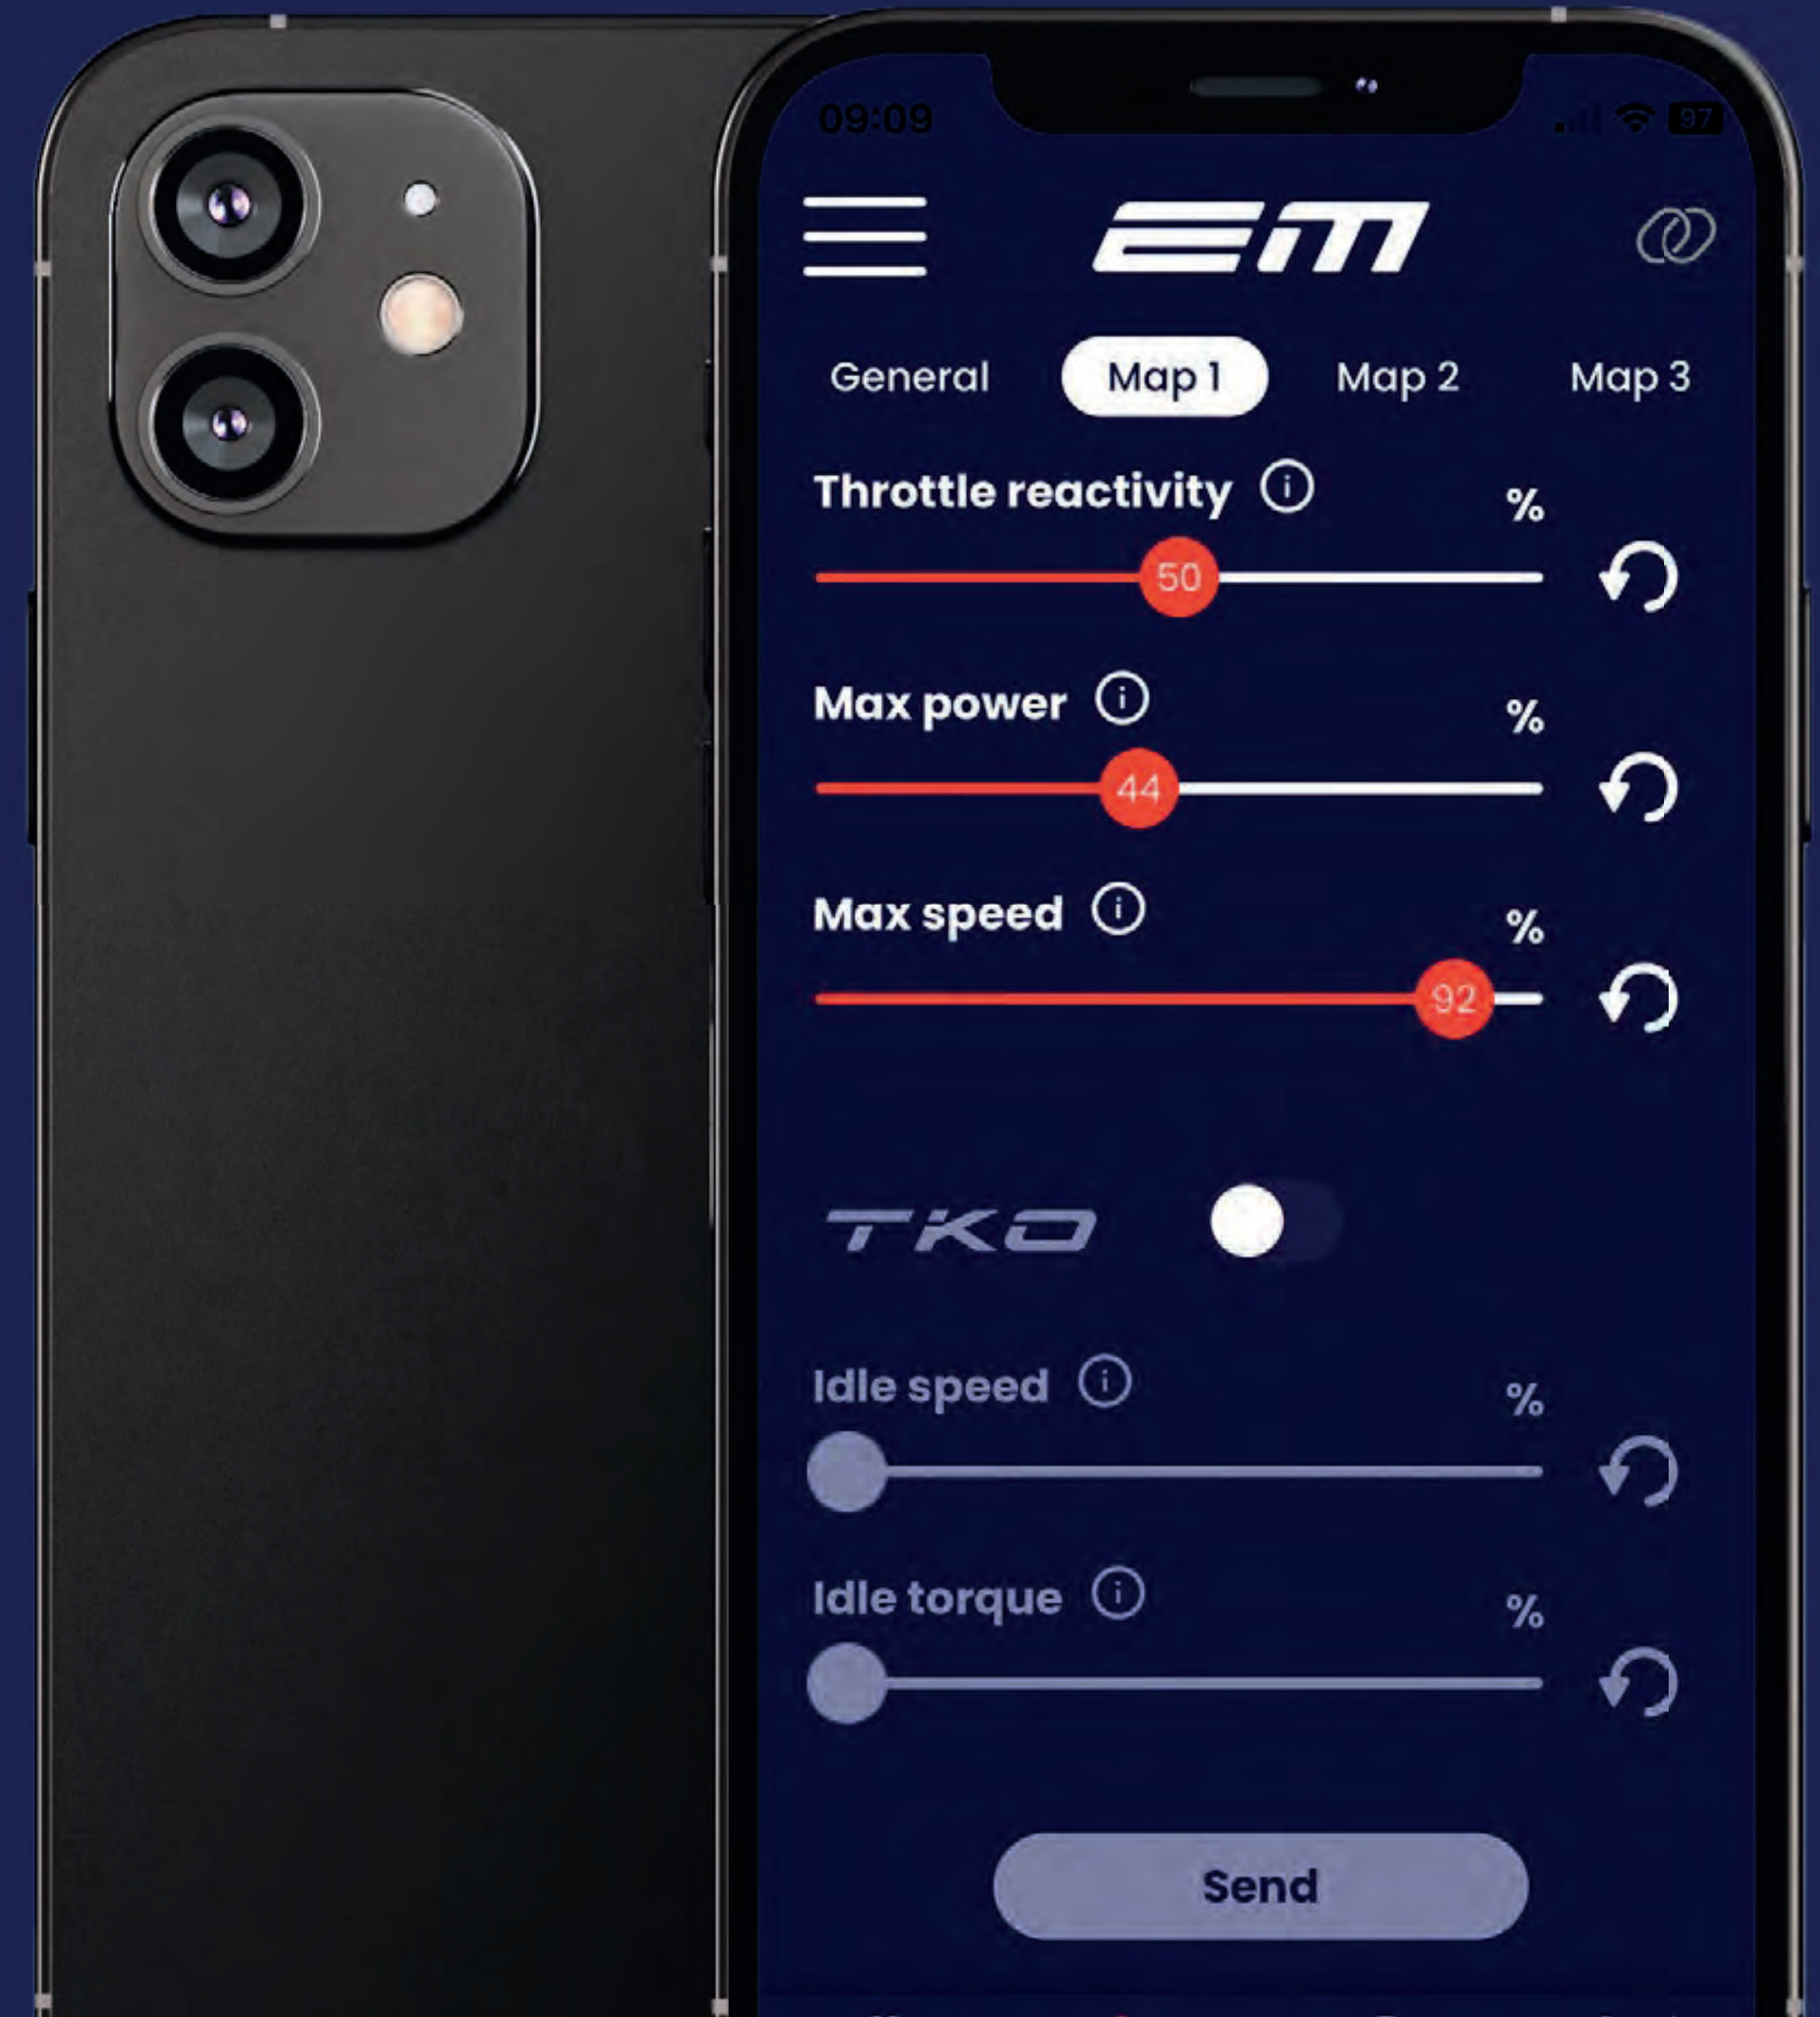 09:09 97
EM
General Map 1 Map 2 Map 3
Throttle reactivity i %
50
Max power i %
44
Max speed i %
92
TKO
Idle speed i %
Idle torque i %
Send